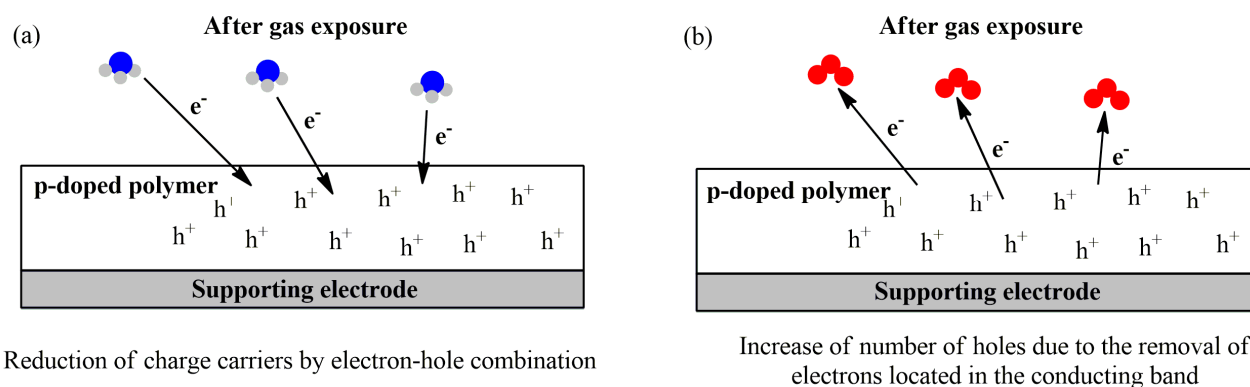 (a)
After gas exposure
e-
e-
e-
p-doped polymer
h+ h+ h+ h+
h+
h+ h+ h+ h+ h+ h+
Supporting electrode
Reduction of charge carriers by electron-hole combination
(b)
After gas exposure
e-
e-
e-
p-doped polymer
h+ h+ h+ h+
h+
h+ h+ h+ h+ h+ h+
Supporting electrode
Increase of number of holes due to the removal of
electrons located in the conducting band